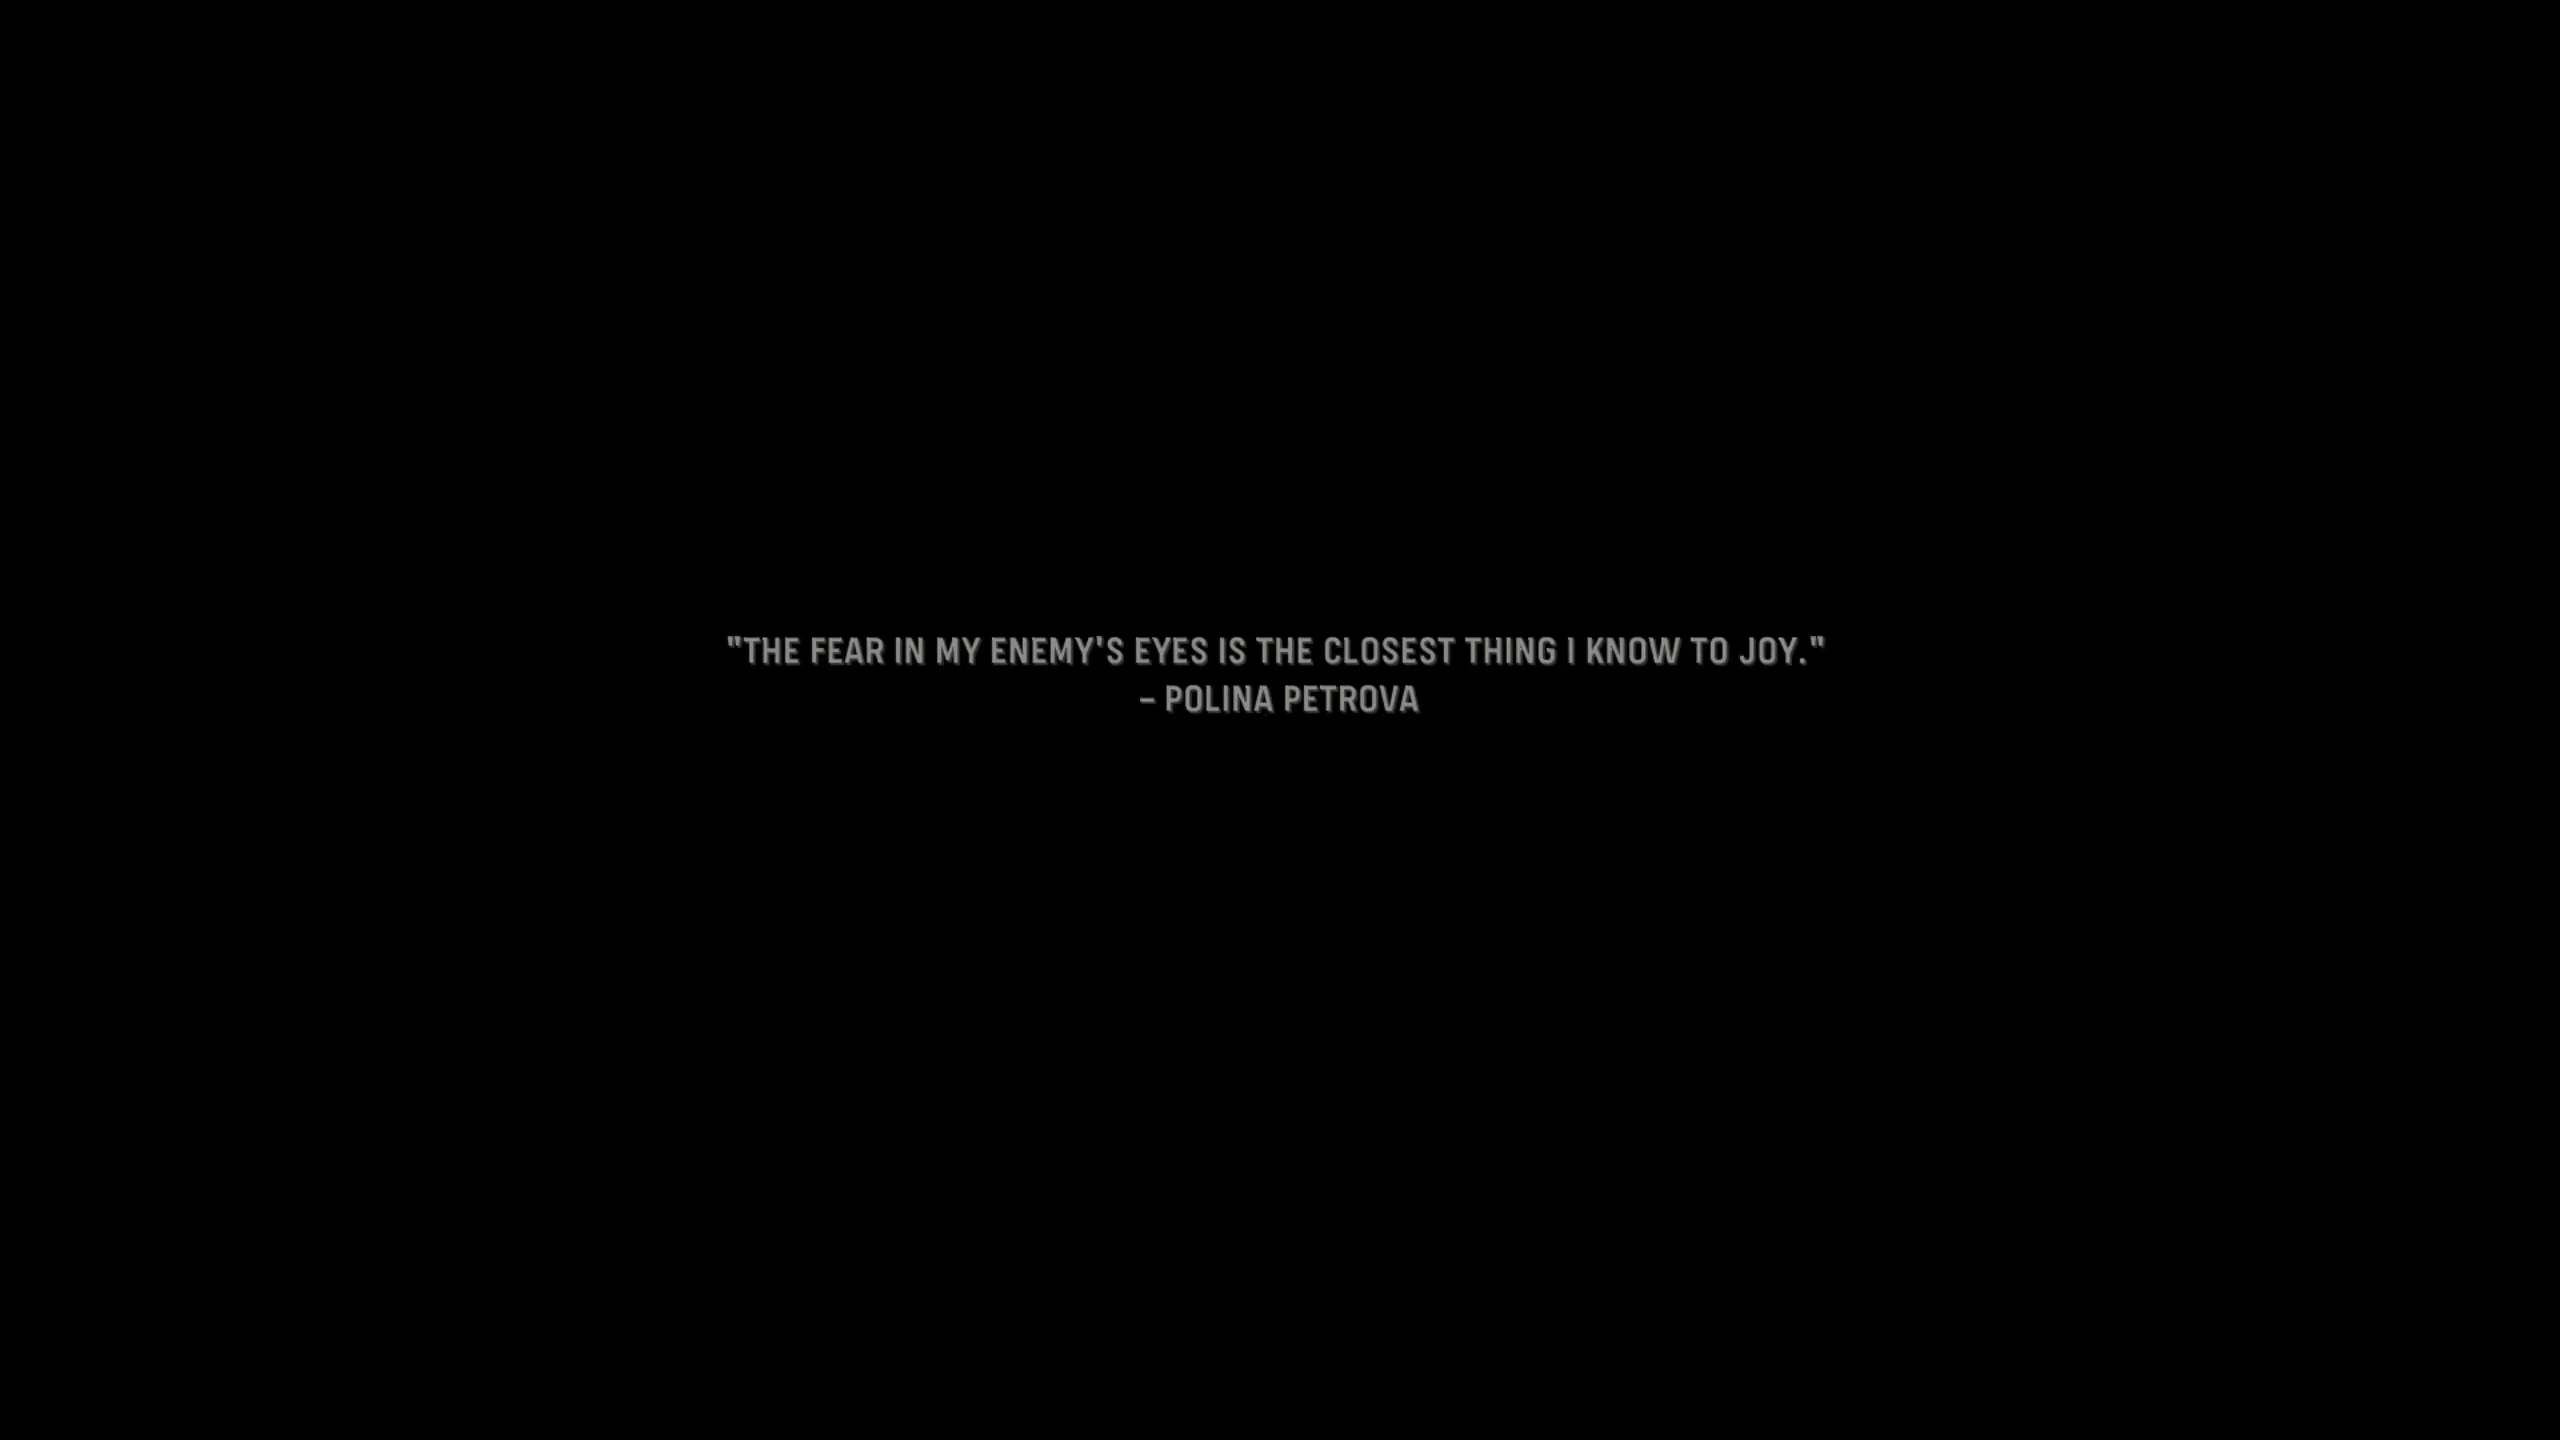 "THE FEAR IN MY ENEMY'S EYES IS THE CLOSEST THING I KNOW TO JOY."
– POLINA PETROVA